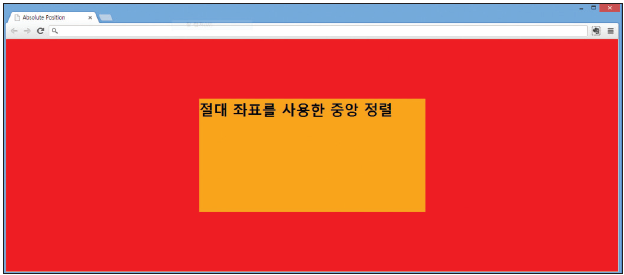 Absolute Position
절대 좌표를 사용한 중앙 정렬